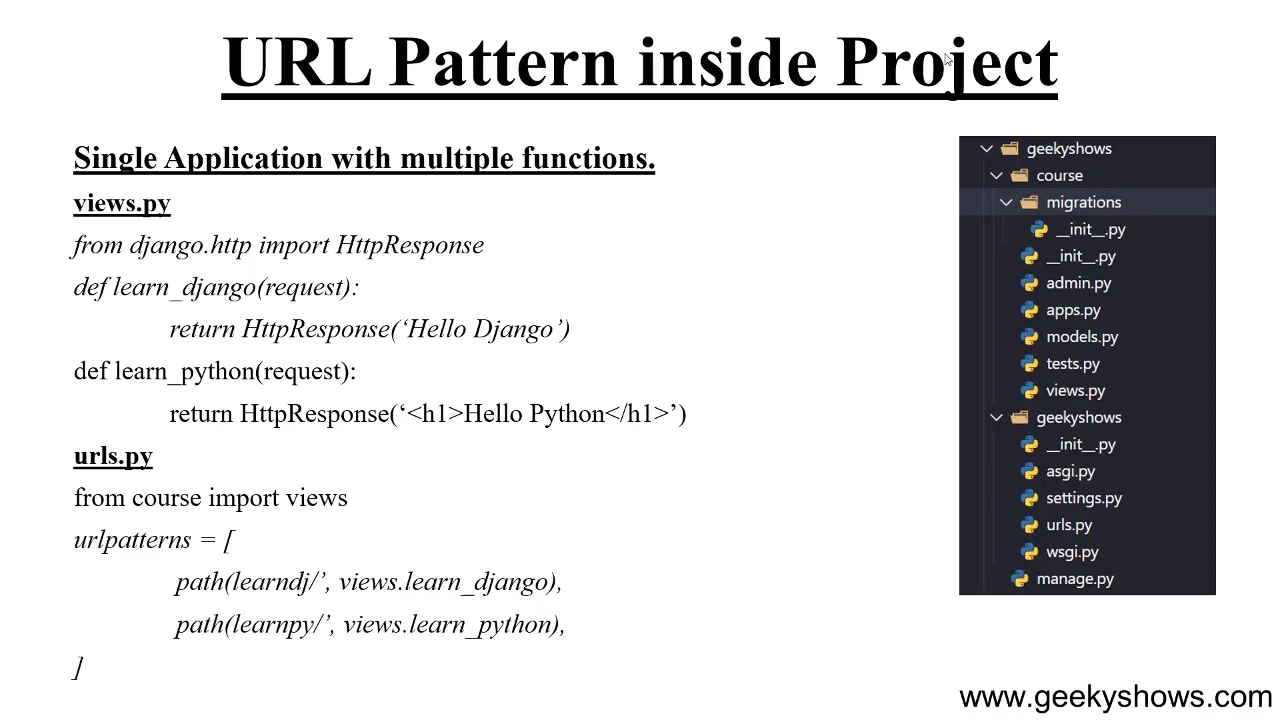 URL Pattern inside Project
Single Application with multiple functions.
views.py
from django.http import HttpResponse
def learn_django(request):
return HttpResponse(‘Hello Django’)
def learn_python(request):
return HttpResponse(‘<h1>Hello Python</h1>’)
urls.py
from course import views
urlpatterns = [
path(learndj/’, views.learn_django),
path(learnpy/’, views.learn_python),
]
geekyshows
course
migrations
__init__.py
__init__.py
admin.py
apps.py
models.py
tests.py
views.py
geekyshows
__init__.py
asgi.py
settings.py
urls.py
wsgi.py
manage.py
www.geekyshows.com